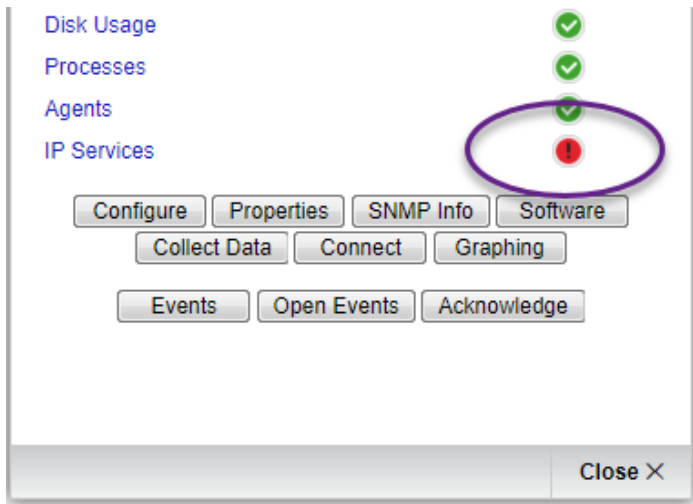 Disk Usage
Processes
Agents
IP Services
Configure Properties SNMP Info Software
Collect Data Connect Graphing
Events Open Events Acknowledge
Close ×